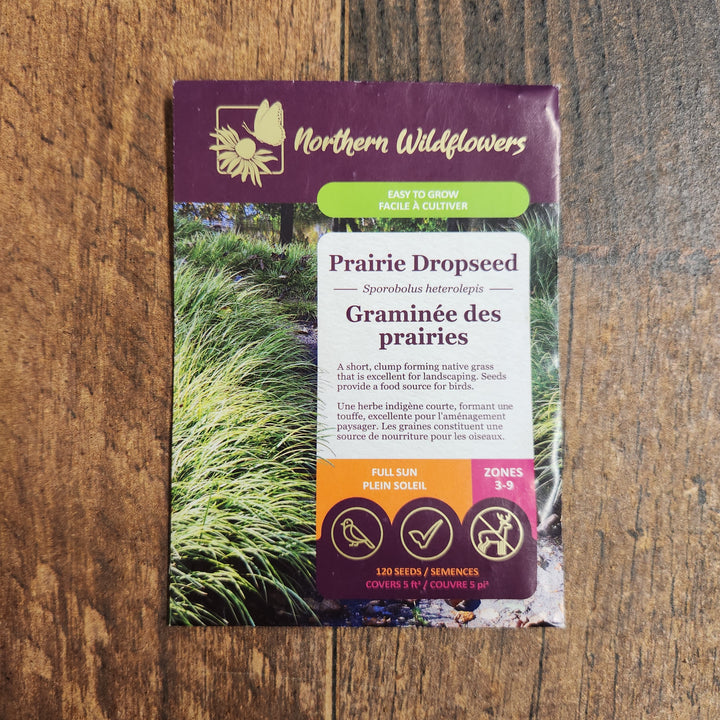 Northern Wildflowers
EASY TO GROW
FACILE À CULTIVER
Prairie Dropseed
Sporobolus heterolepis
Graminée des
prairies
A short, clump forming native grass
that is excellent for landscaping. Seeds
provide a food source for birds.
Une herbe indigène courte, formant une
touffe, excellente pour l'aménagement
paysager. Les graines constituent une
source de nourriture pour les oiseaux.
FULL SUN
PLEIN SOLEIL
ZONES
3-9
120 SEEDS / SEMENCES
COVERS 5 ft² / COUVRE 5 pi²